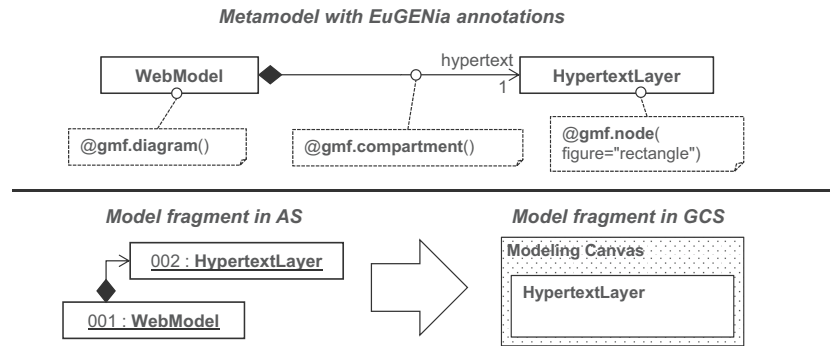 Metamodel with EuGENia annotations
WebModel
hypertext
1
HypertextLayer
@gmf.diagram()
@gmf.compartment()
@gmf.node(
figure="rectangle")
Model fragment in AS
Model fragment in GCS
002 : HypertextLayer
001 : WebModel
Modeling Canvas
HypertextLayer